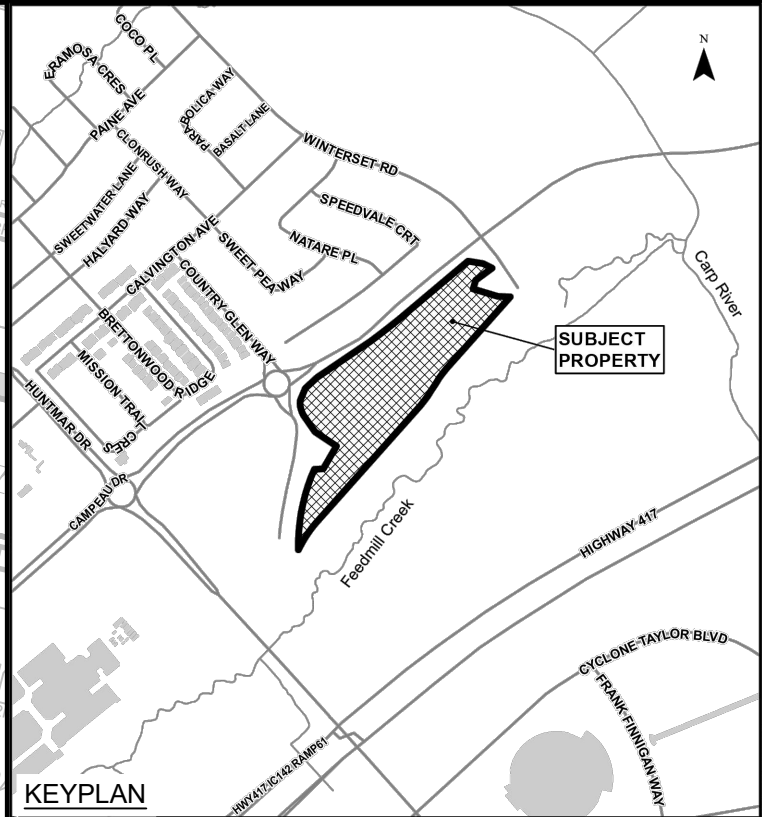 N
COCO PL
ERAMOSA CRES
PAINE AVE
PARABOLICA WAY
BASALT LANE
CLONRUSH WAY
WINTERSET RD
SWEETWATER LANE
HALYARD WAY
SPEEDVALE CRT
CALVINGTON AVE
SWEET PEA WAY
NATARE PL
COUNTRY GLEN WAY
Carp River
BRETTONWOOD RIDGE
SUBJECT
PROPERTY
MISSION TRAIL CRES
HUNTMAR DR
CAMPEAU DR
Feedmill Creek
HIGHWAY 417
CYCLONE TAYLOR BLVD
FRANK FINNIGAN WAY
HWY417 IC142 RAMP61
KEYPLAN